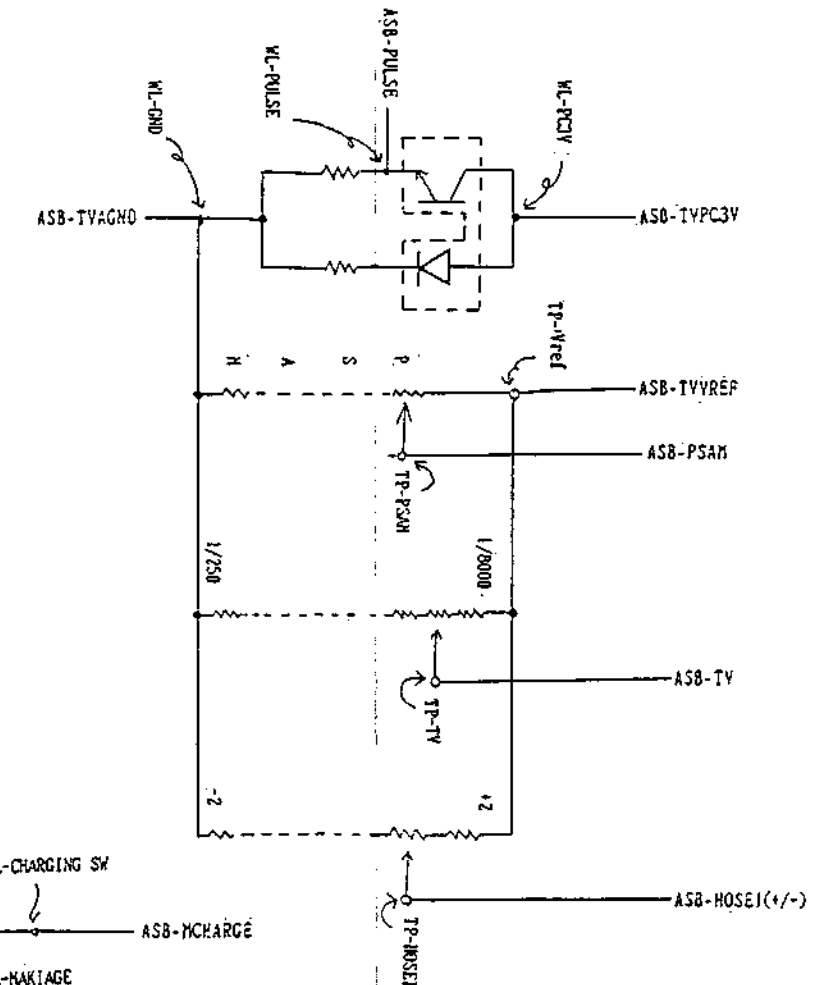 ASB-PULSE
WL-PULSE
WL-PC3V
WL-GND
ASB-TVAGND
ASB-TVPC3V
TP-Vref
M A S P
ASB-TVVREF
ASB-PSAM
TP-PSAM
1/250
1/8000
ASB-TV
TP-TV
-2
+2
-CHARGING SW
ASB-MCHARGE
ASB-HOSEI(+/-)
TP-HOSEI
-MAKIAGE